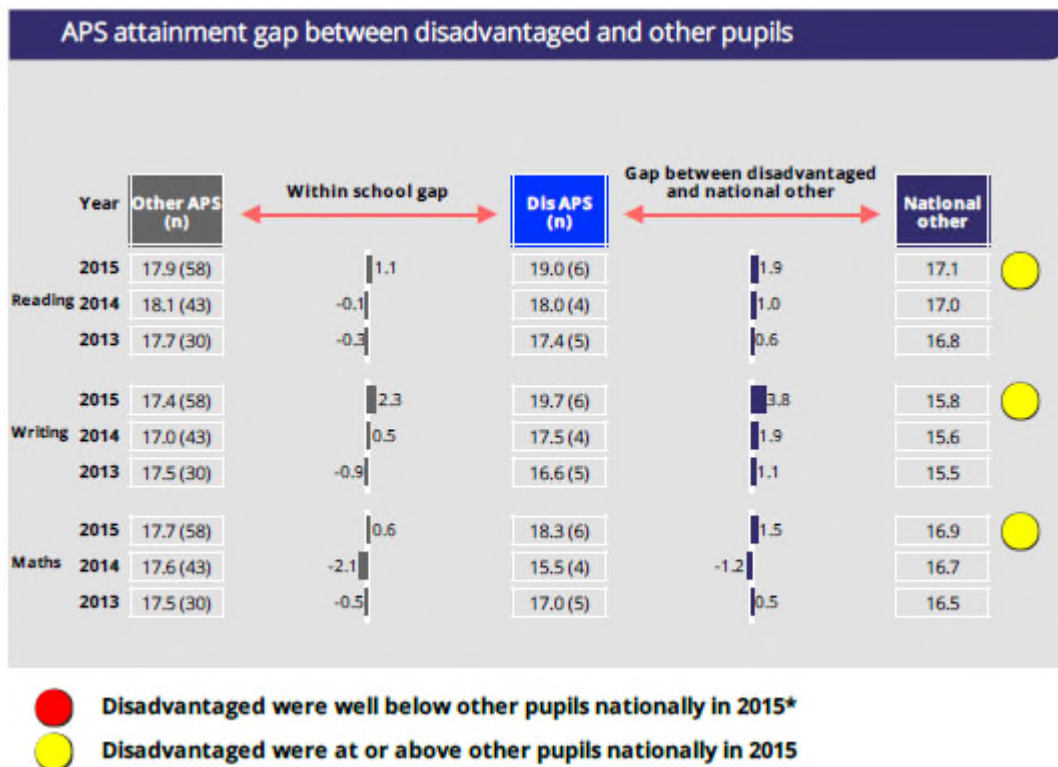 APS attainment gap between disadvantaged and other pupils
Year Other APS (n) Within school gap Dis APS (n) Gap between disadvantaged and national other National other
2015 17.9 (58) 1.1 19.0 (6) 1.9 17.1
Reading 2014 18.1 (43) -0.1 18.0 (4) 1.0 17.0
2013 17.7 (30) -0.3 17.4 (5) 0.6 16.8
2015 17.4 (58) 2.3 19.7 (6) 3.8 15.8
Writing 2014 17.0 (43) 0.5 17.5 (4) 1.9 15.6
2013 17.5 (30) -0.9 16.6 (5) 1.1 15.5
2015 17.7 (58) 0.6 18.3 (6) 1.5 16.9
Maths 2014 17.6 (43) -2.1 15.5 (4) -1.2 16.7
2013 17.5 (30) -0.5 17.0 (5) 0.5 16.5
Disadvantaged were well below other pupils nationally in 2015*
Disadvantaged were at or above other pupils nationally in 2015